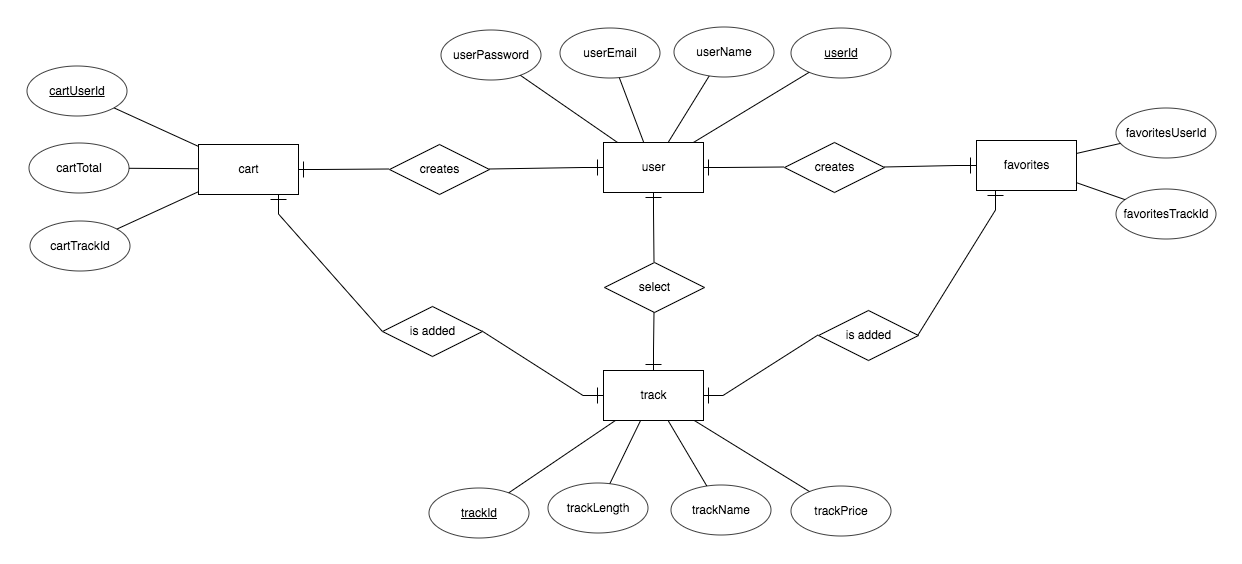 userPassword
userEmail
userName
userId
cartUserId
favoritesUserId
cart
creates
user
creates
favorites
cartTotal
favoritesTrackId
cartTrackId
select
is added
is added
track
trackId
trackLength
trackName
trackPrice